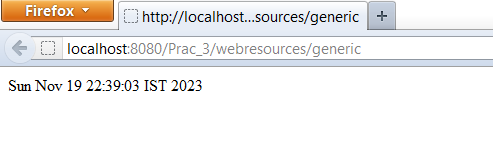 Firefox
http://localhost...sources/generic
localhost:8080/Prac_3/webresources/generic
Sun Nov 19 22:39:03 IST 2023